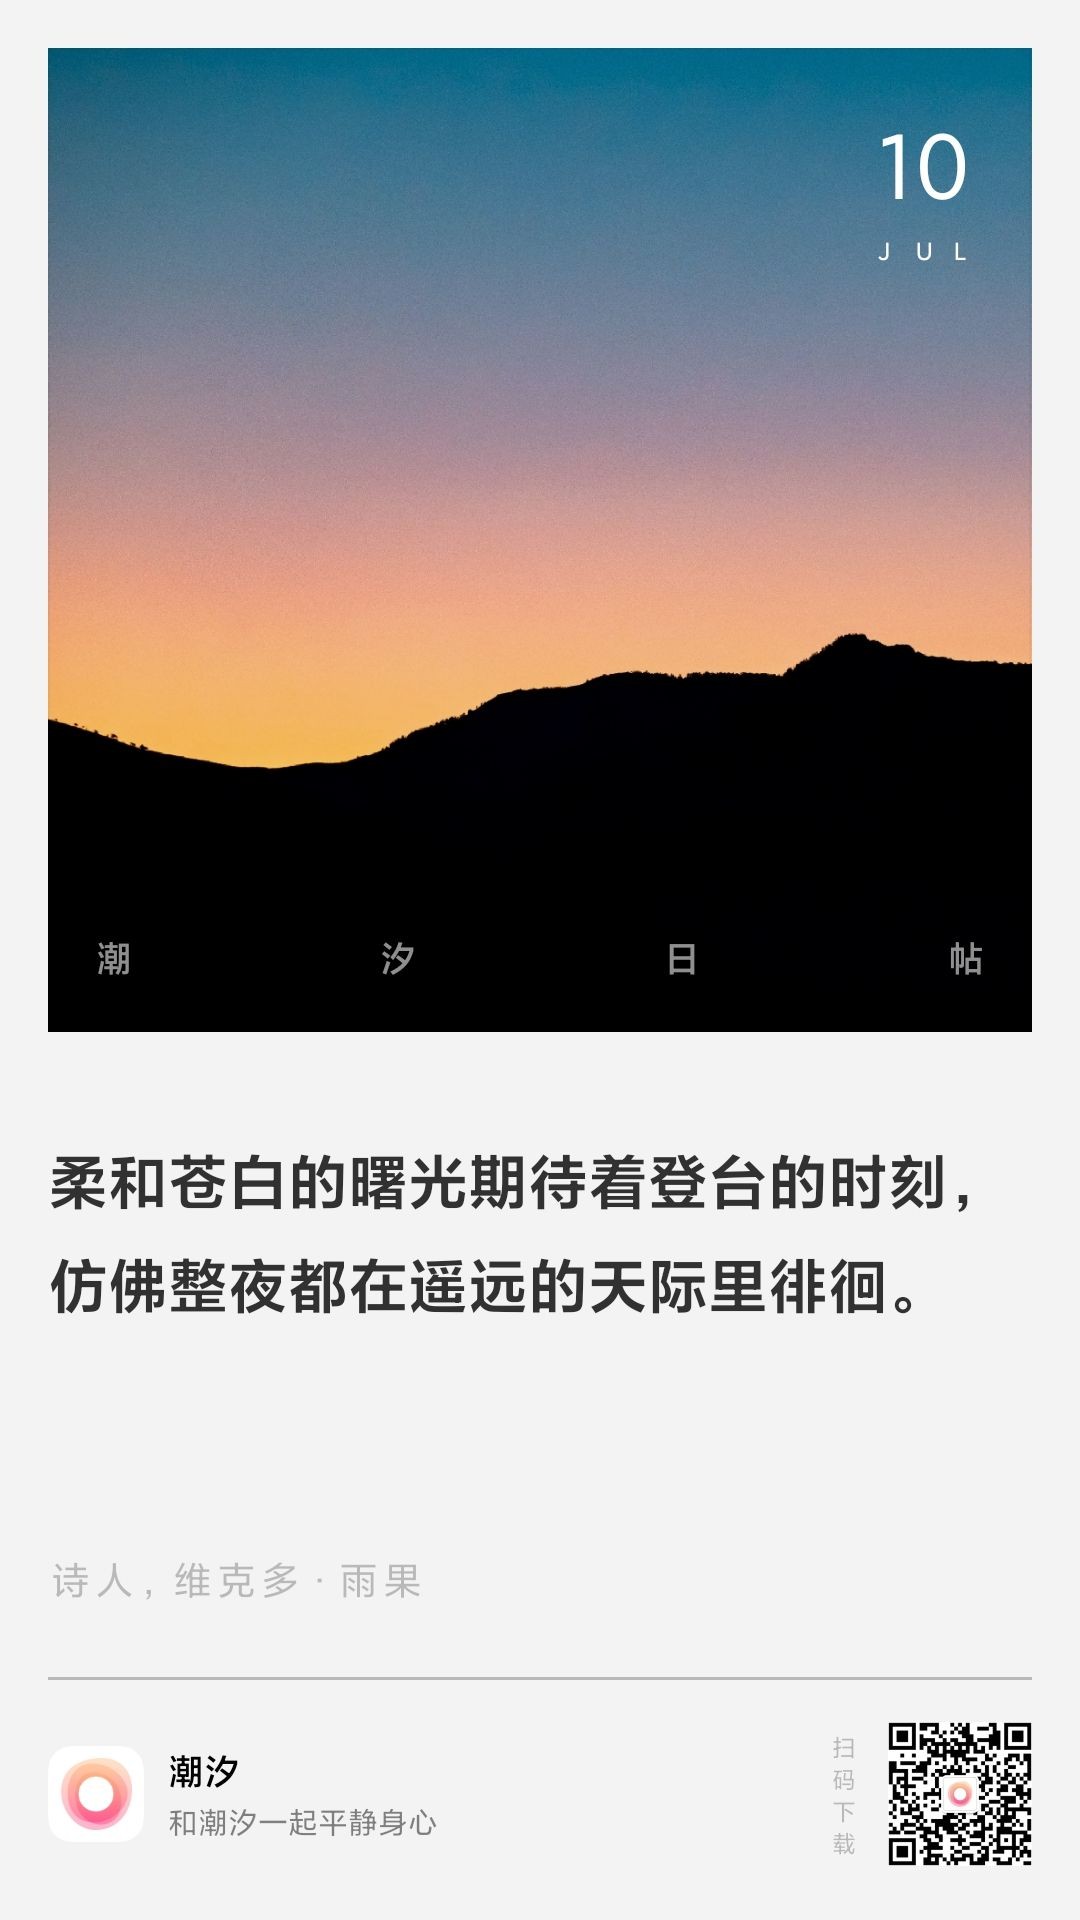 10
JUL
潮汐日帖
柔和苍白的曙光期待着登台的时刻，
仿佛整夜都在遥远的天际里徘徊。
诗人，维克多·雨果
潮汐
和潮汐一起平静身心
扫码下载